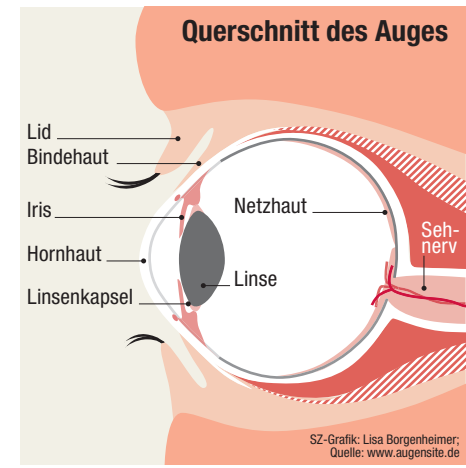 Querschnitt des Auges
Lid
Bindehaut
Iris
Netzhaut
Seh-
nerv
Hornhaut
Linse
Linsenkapsel
SZ-Grafik: Lisa Borgenheimer;
Quelle: www.augensite.de